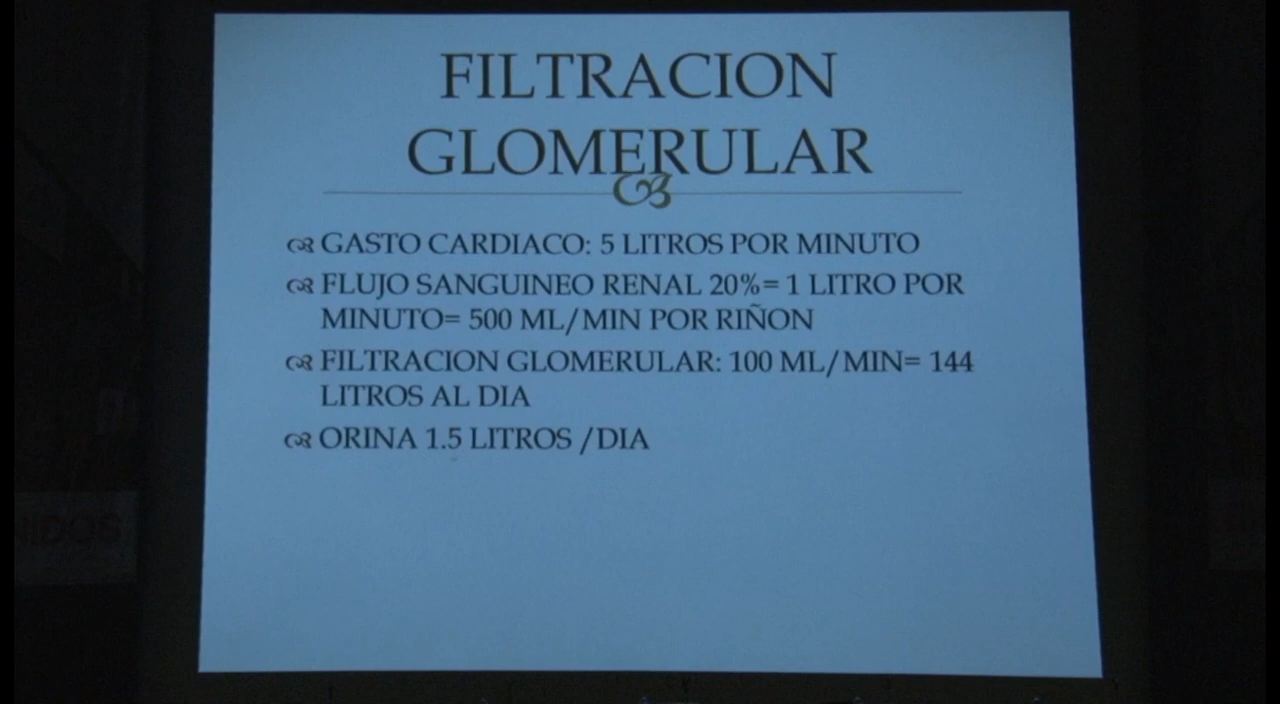 FILTRACION
GLOMERULAR
GASTO CARDIACO: 5 LITROS POR MINUTO
FLUJO SANGUINEO RENAL 20%= 1 LITRO POR
MINUTO= 500 ML/MIN POR RIÑON
FILTRACION GLOMERULAR: 100 ML/MIN= 144
LITROS AL DIA
ORINA 1.5 LITROS /DIA